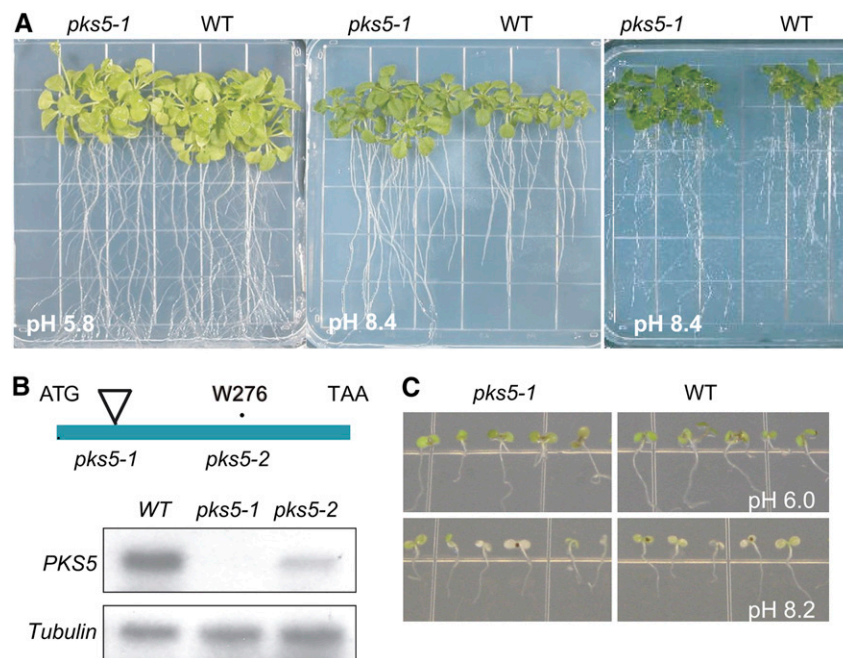 A
pks5-1 WT pks5-1 WT pks5-1 WT
pH 5.8 pH 8.4 pH 8.4
B
ATG W276 TAA
pks5-1 pks5-2
WT pks5-1 pks5-2
PKS5
Tubulin
C
pks5-1 WT
pH 6.0
pH 8.2